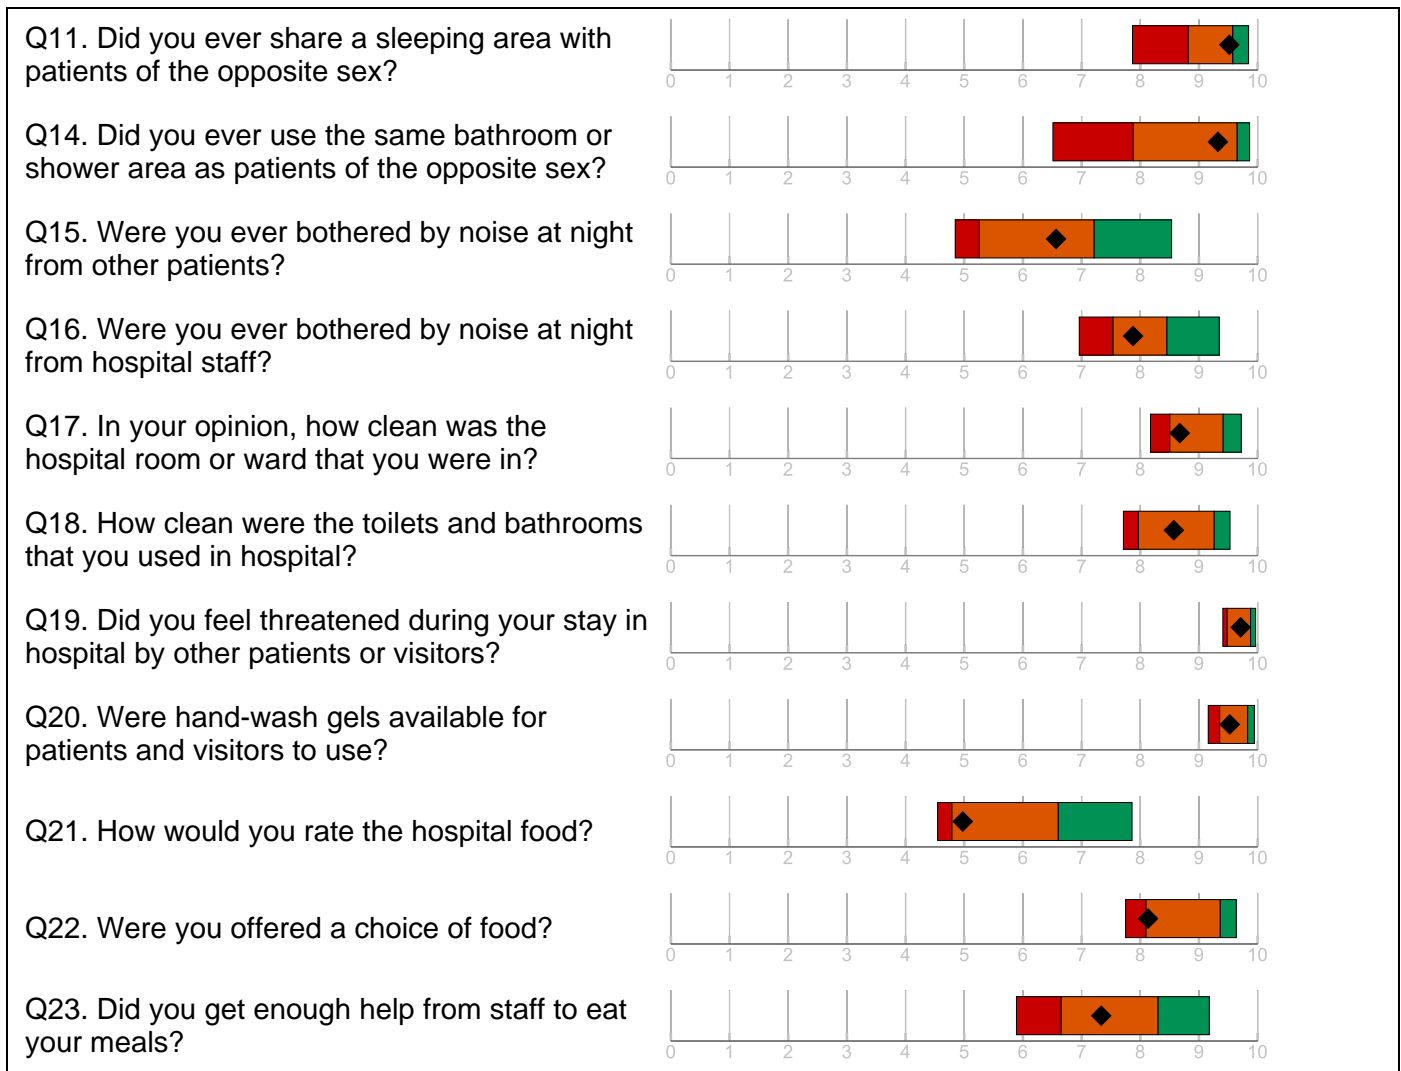 Q11. Did you ever share a sleeping area with
patients of the opposite sex?
0 1 2 3 4 5 6 7 8 9 10
Q14. Did you ever use the same bathroom or
shower area as patients of the opposite sex?
0 1 2 3 4 5 6 7 8 9 10
Q15. Were you ever bothered by noise at night
from other patients?
0 1 2 3 4 5 6 7 8 9 10
Q16. Were you ever bothered by noise at night
from hospital staff?
0 1 2 3 4 5 6 7 8 9 10
Q17. In your opinion, how clean was the
hospital room or ward that you were in?
0 1 2 3 4 5 6 7 8 9 10
Q18. How clean were the toilets and bathrooms
that you used in hospital?
0 1 2 3 4 5 6 7 8 9 10
Q19. Did you feel threatened during your stay in
hospital by other patients or visitors?
0 1 2 3 4 5 6 7 8 9 10
Q20. Were hand-wash gels available for
patients and visitors to use?
0 1 2 3 4 5 6 7 8 9 10
Q21. How would you rate the hospital food?
0 1 2 3 4 5 6 7 8 9 10
Q22. Were you offered a choice of food?
0 1 2 3 4 5 6 7 8 9 10
Q23. Did you get enough help from staff to eat
your meals?
0 1 2 3 4 5 6 7 8 9 10